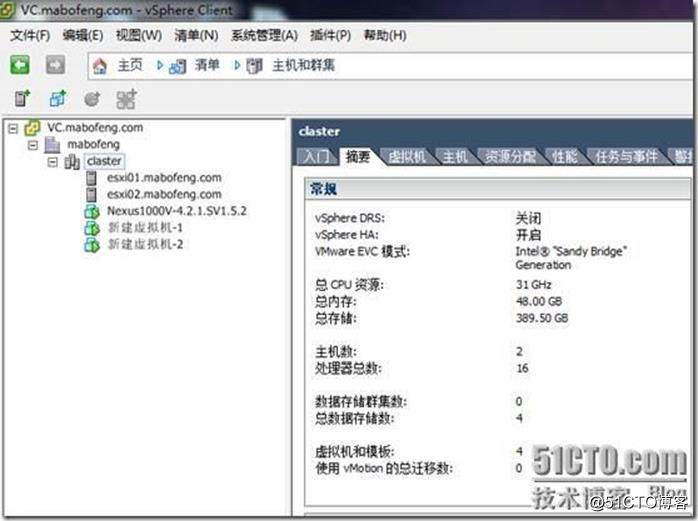 VC.mabofeng.com - vSphere Client
文件(F) 编辑(E) 视图(W) 清单(N) 系统管理(A) 插件(P) 帮助(H)
主页 清单 主机和群集
VC.mabofeng.com
mabofeng
claster
esxi01.mabofeng.com
esxi02.mabofeng.com
Nexus1000V-4.2.1.SV1.5.2
新建虚拟机-1
新建虚拟机-2
claster
入门 摘要 虚拟机 主机 资源分配 性能 任务与事件
常规
vSphere DRS: 关闭
vSphere HA: 开启
VMware EVC 模式: Intel® "Sandy Bridge"
Generation
总 CPU 资源: 31 GHz
总内存: 48.00 GB
总存储: 389.50 GB
主机数: 2
处理器总数: 16
数据存储群集数: 0
总数据存储数: 4
虚拟机和模板: 4
使用 vMotion 的总迁移数: 0
51CTO.com
技术博客 Blog
@51CTO博客